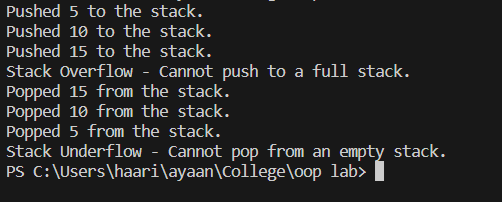 Pushed 5 to the stack.
Pushed 10 to the stack.
Pushed 15 to the stack.
Stack Overflow - Cannot push to a full stack.
Popped 15 from the stack.
Popped 10 from the stack.
Popped 5 from the stack.
Stack Underflow - Cannot pop from an empty stack.
PS C:\Users\haari\ayaan\College\oop lab>